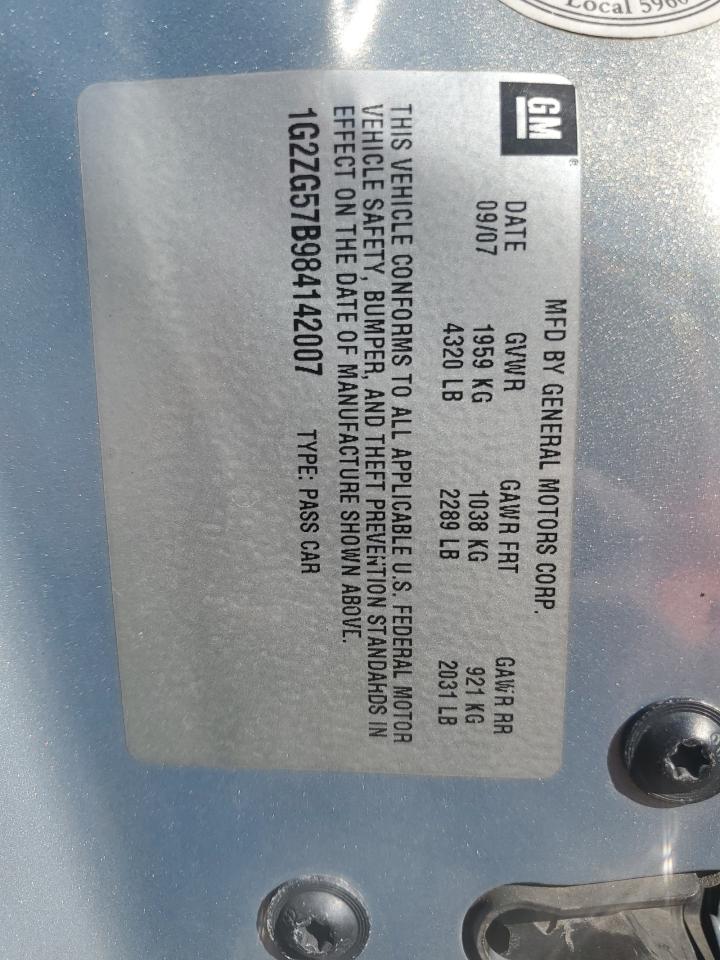 Local 596
GM
MFD BY GENERAL MOTORS CORP.
DATE GVWR GAWR FRT GAWR RR
09/07 1959 KG 1038 KG 921 KG
4320 LB 2289 LB 2031 LB
THIS VEHICLE CONFORMS TO ALL APPLICABLE U.S. FEDERAL MOTOR
VEHICLE SAFETY, BUMPER, AND THEFT PREVENTION STANDARDS IN
EFFECT ON THE DATE OF MANUFACTURE SHOWN ABOVE.
1G2ZG57B984142007 TYPE: PASS CAR